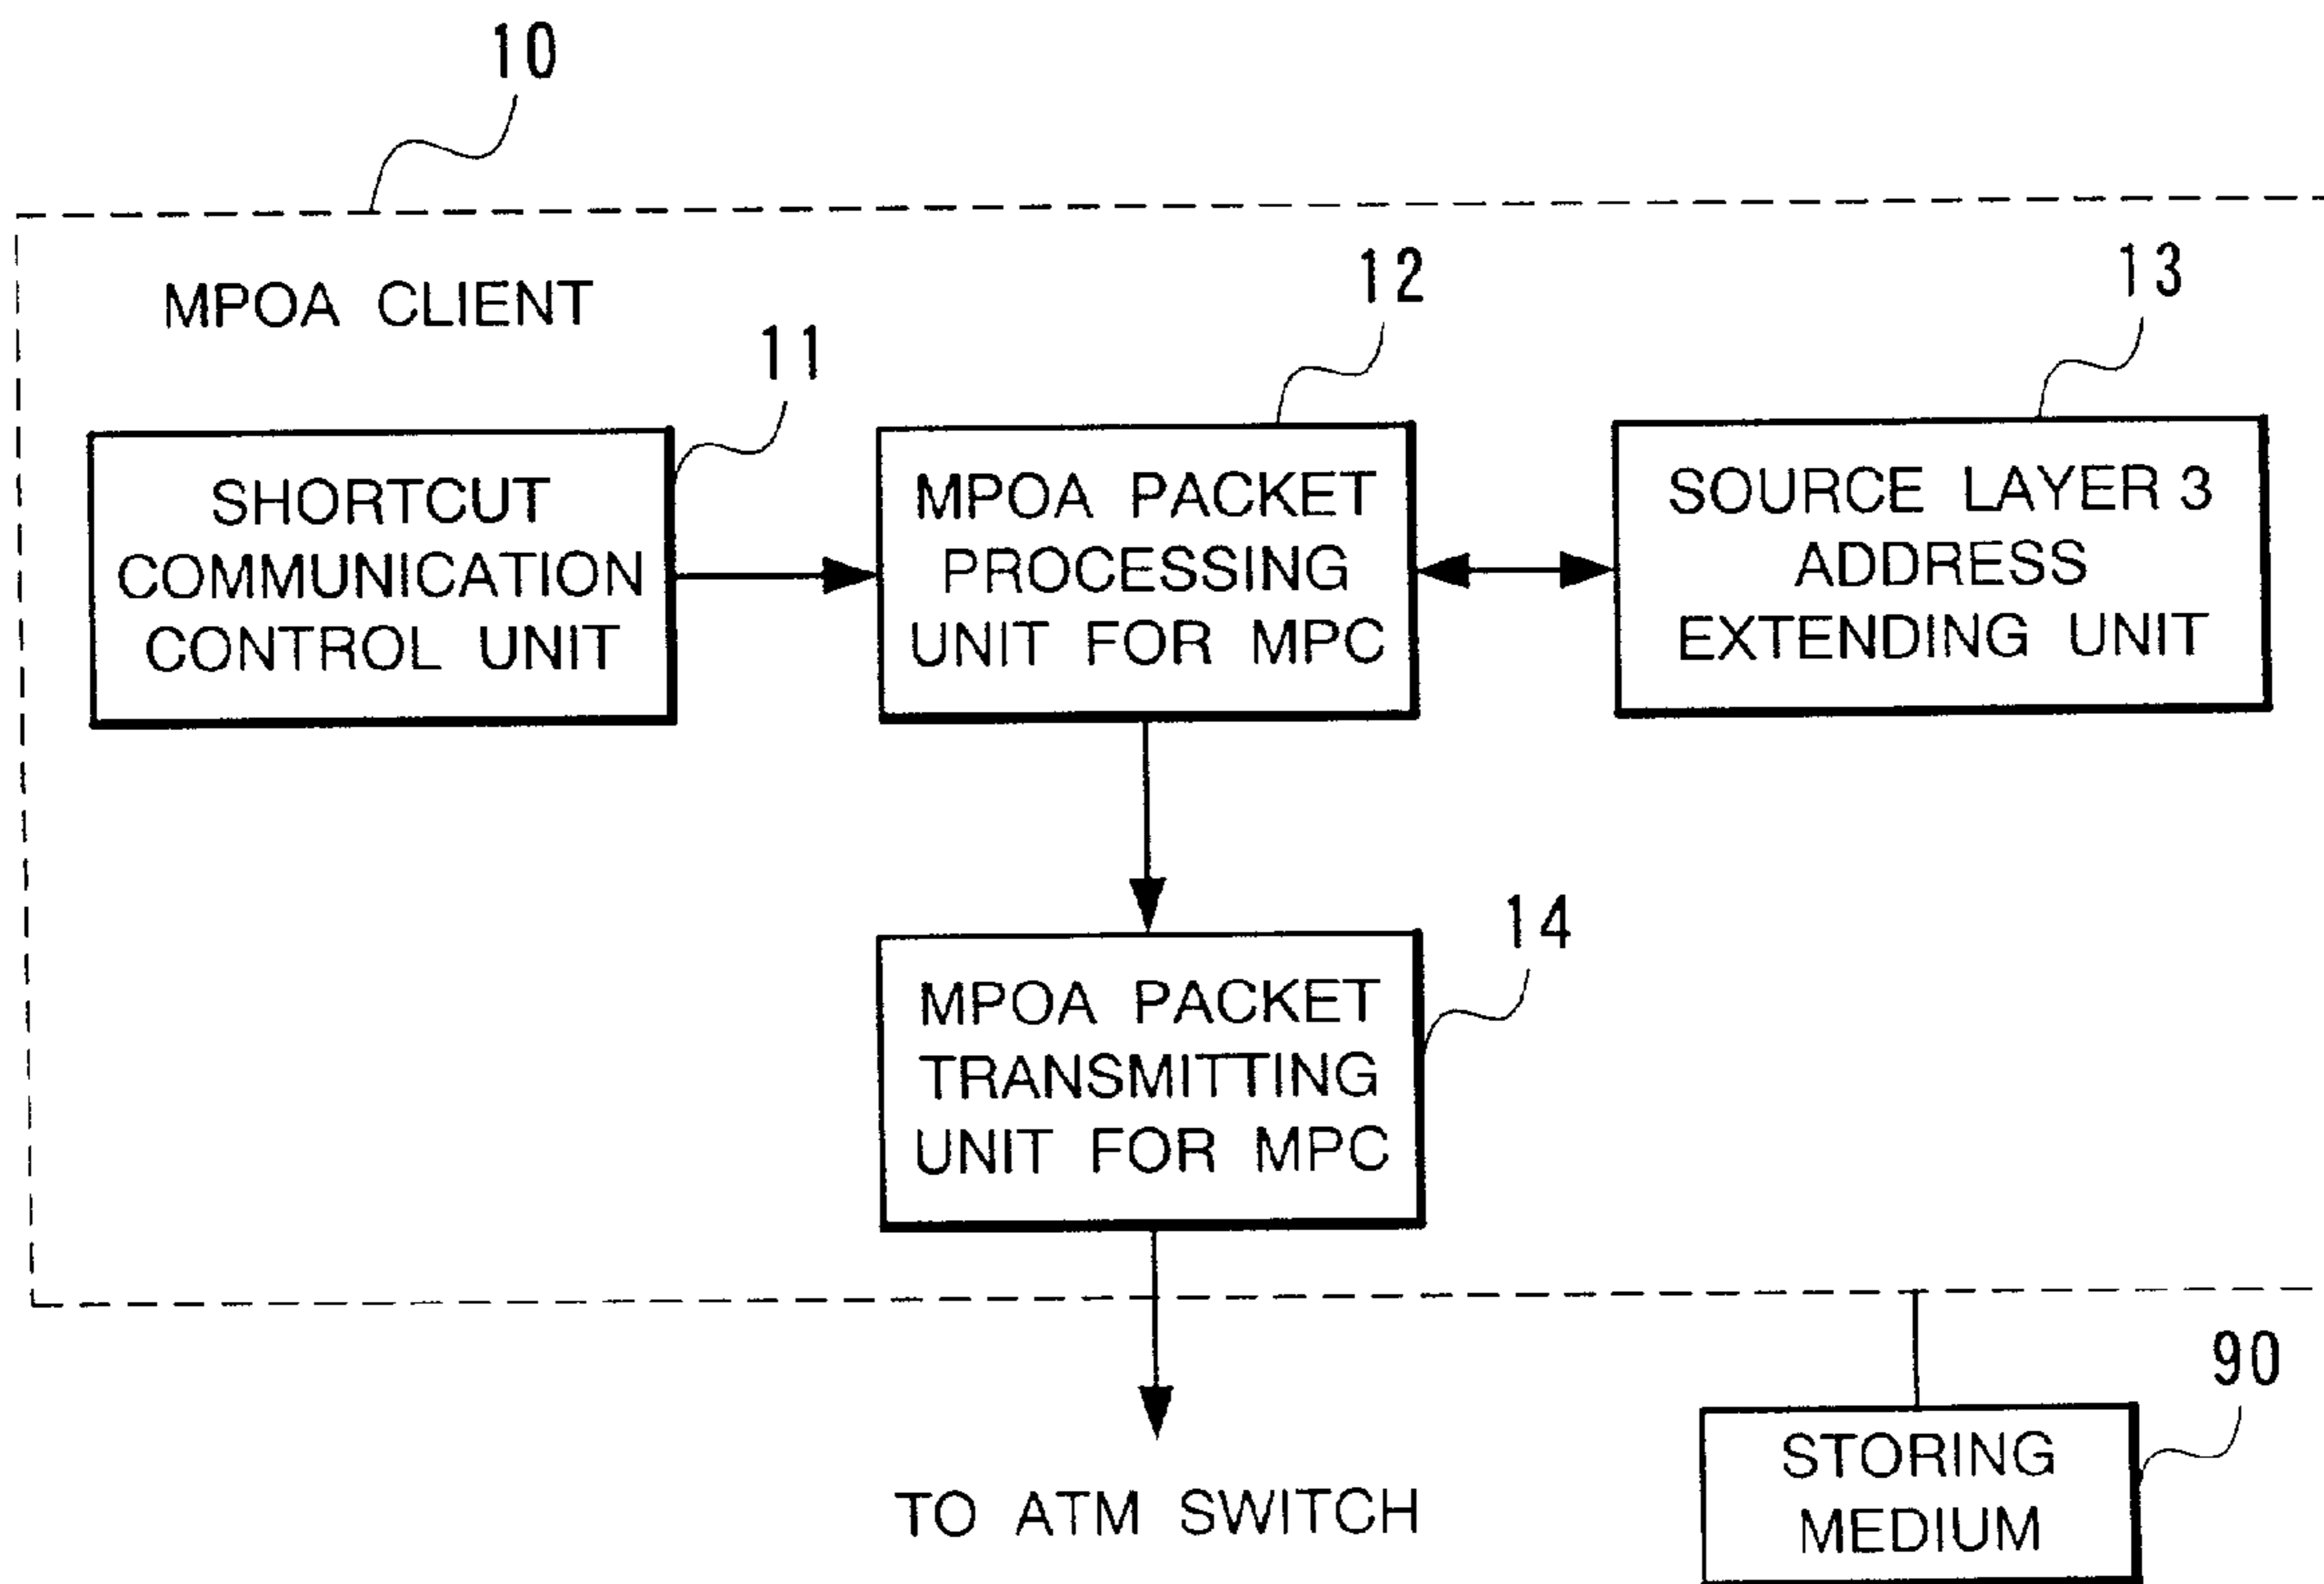 10
MPOA CLIENT
11
12
13
SHORTCUT
COMMUNICATION
CONTROL UNIT
MPOA PACKET
PROCESSING
UNIT FOR MPC
SOURCE LAYER 3
ADDRESS
EXTENDING UNIT
14
MPOA PACKET
TRANSMITTING
UNIT FOR MPC
TO ATM SWITCH
90
STORING
MEDIUM